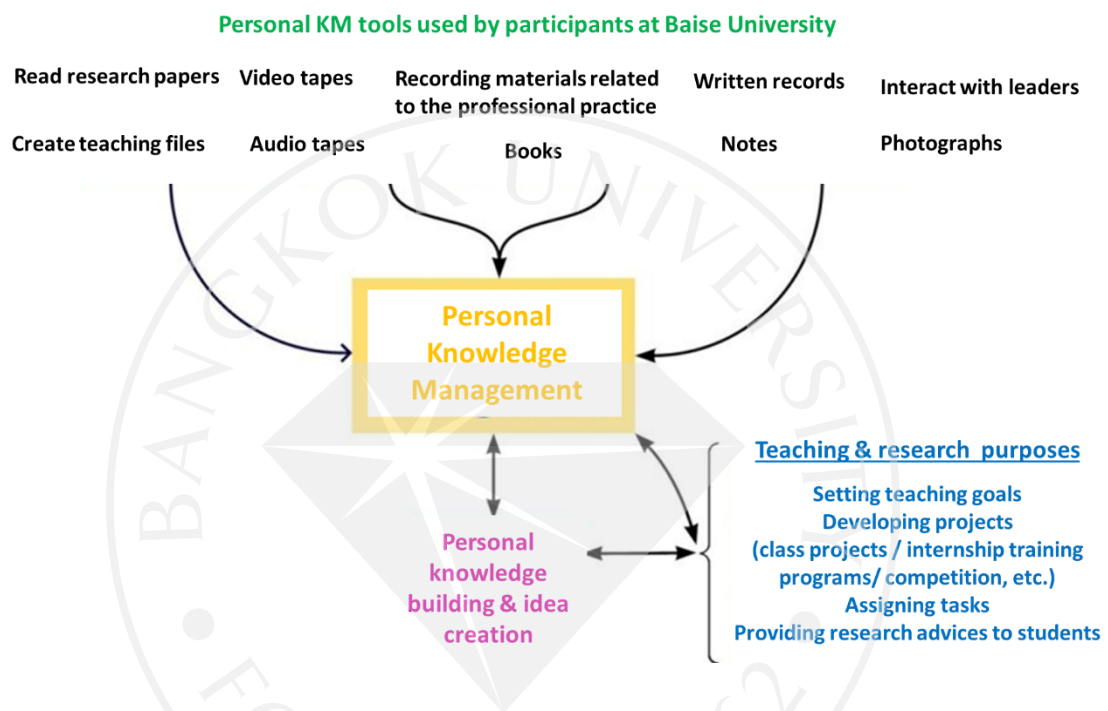 Personal KM tools used by participants at Baise University
Read research papers
Video tapes
Recording materials related
to the professional practice
Written records
Interact with leaders
Create teaching files
Audio tapes
Books
Notes
Photographs
BANGKOK UNIVERSITY
Personal
Knowledge
Management
Teaching & research purposes
Setting teaching goals
Developing projects
(class projects / internship training
programs/ competition, etc.)
Assigning tasks
Providing research advices to students
Personal
knowledge
building & idea
creation